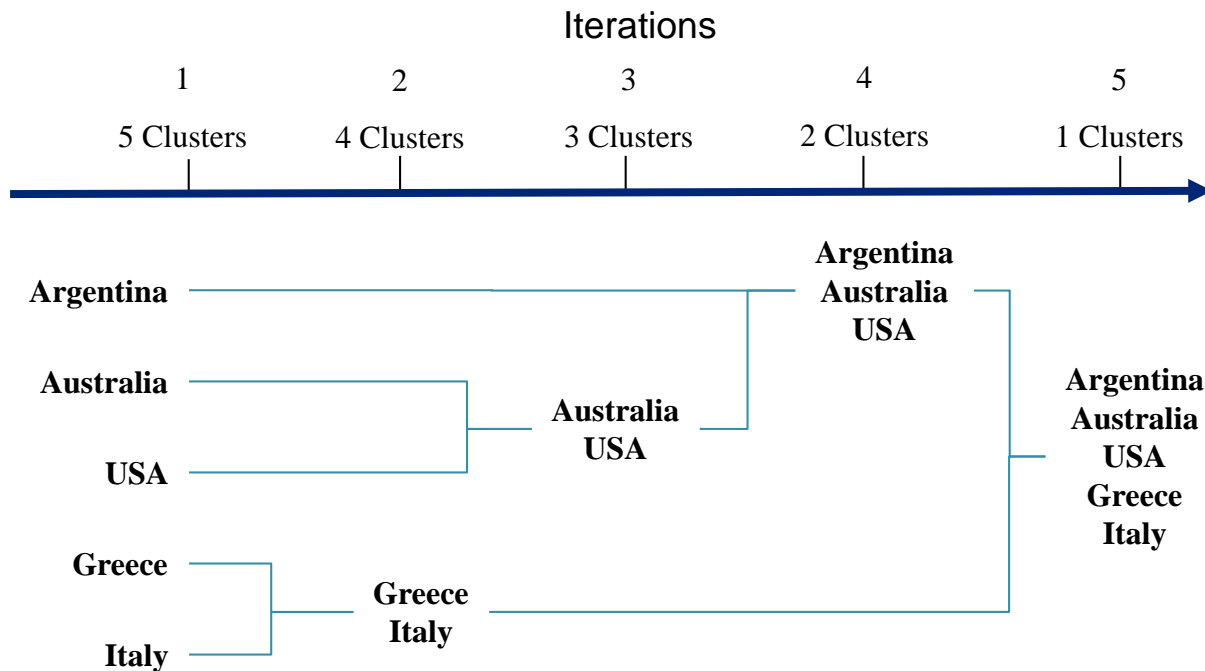 Iterations
1 2 3 4 5
5 Clusters 4 Clusters 3 Clusters 2 Clusters 1 Clusters
Argentina
Australia
USA
Greece
Italy
Greece
Italy
Australia
USA
Argentina
Australia
USA
Argentina
Australia
USA
Greece
Italy